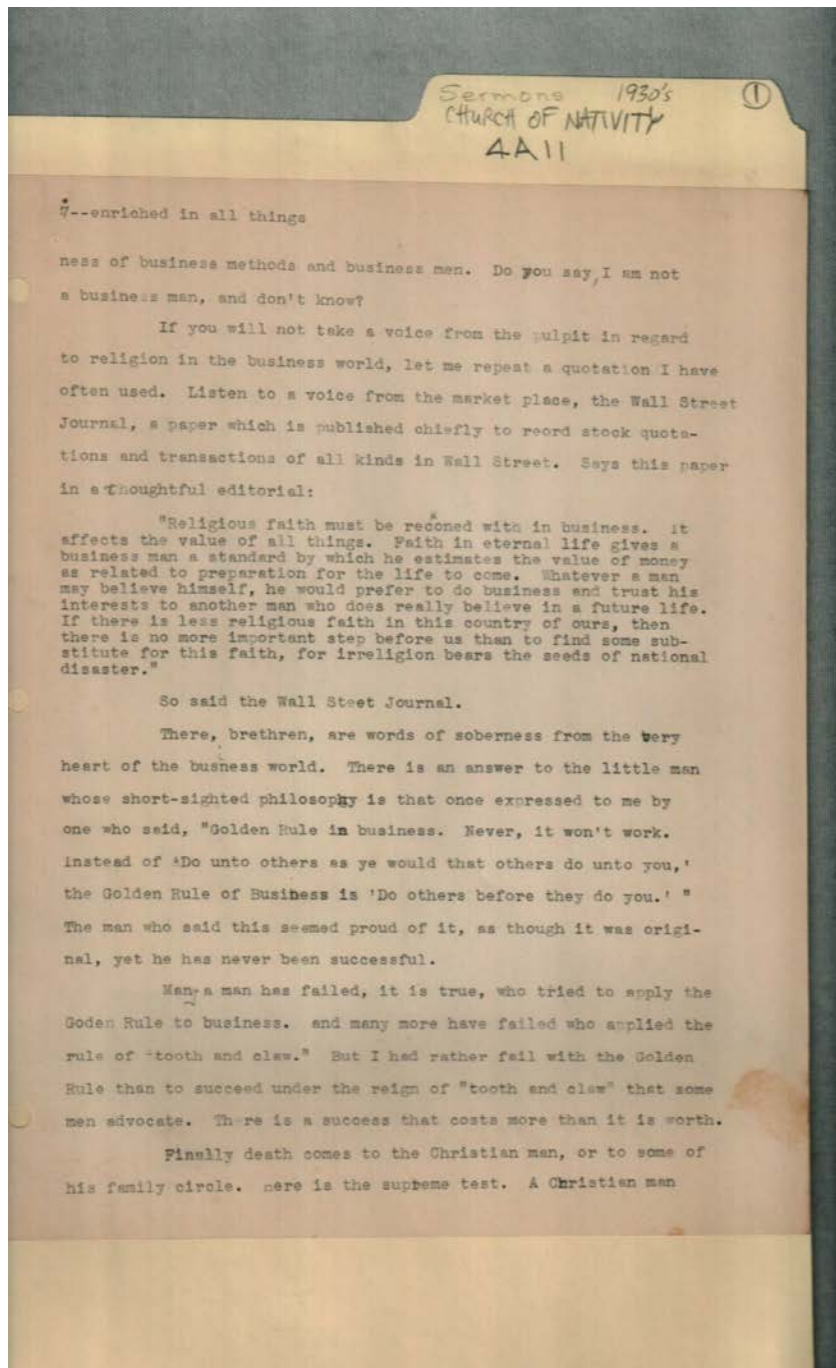 Sermons 1930's ①
CHURCH OF NATIVITY
4A11
7--enriched in all things
ness of business methods and business men. Do you say, I am not
a business man, and don't know?
If you will not take a voice from the pulpit in regard
to religion in the business world, let me repeat a quotation I have
often used. Listen to a voice from the market place, the Wall Street
Journal, a paper which is published chiefly to reord stock quota-
tions and transactions of all kinds in Wall Street. Says this paper
in a thoughtful editorial:
"Religious faith must be reconed with in business. It
affects the value of all things. Faith in eternal life gives a
business man a standard by which he estimates the value of money
as related to preparation for the life to come. Whatever a man
may believe himself, he would prefer to do business and trust his
interests to another man who does really believe in a future life.
If there is less religious faith in this country of ours, then
there is no more important step before us than to find some sub-
stitute for this faith, for irreligion bears the seeds of national
disaster."
So said the Wall Steet Journal.
There, brethren, are words of soberness from the very
heart of the busness world. There is an answer to the little man
whose short-sighted philosophy is that once expressed to me by
one who said, "Golden Rule in business. Never, it won't work.
Instead of 'Do unto others as ye would that others do unto you,'
the Golden Rule of Business is 'Do others before they do you.' "
The man who said this seemed proud of it, as though it was origi-
nal, yet he has never been successful.
Many a man has failed, it is true, who tried to apply the
Goden Rule to business. and many more have failed who applied the
rule of "tooth and claw." But I had rather fail with the Golden
Rule than to succeed under the reign of "tooth and claw" that some
men advocate. There is a success that costs more than it is worth.
Finally death comes to the Christian man, or to some of
his family circle. Here is the supreme test. A Christian man